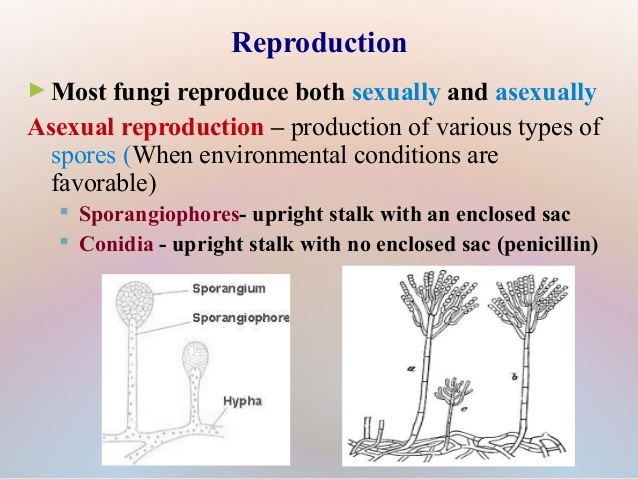 Reproduction
► Most fungi reproduce both sexually and asexually
Asexual reproduction – production of various types of
spores (When environmental conditions are
favorable)
▪ Sporangiophores- upright stalk with an enclosed sac
▪ Conidia - upright stalk with no enclosed sac (penicillin)
Sporangium
Sporangiophore
Hypha
a
c
b